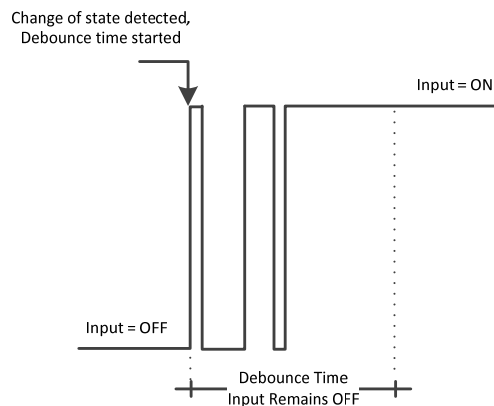 Change of state detected,
Debounce time started
Input = ON
Input = OFF
Debounce Time
Input Remains OFF